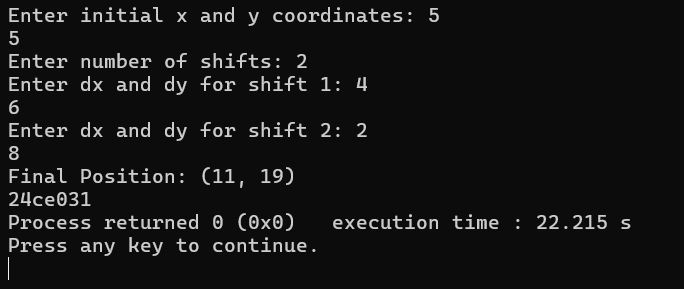 Enter initial x and y coordinates: 5
5
Enter number of shifts: 2
Enter dx and dy for shift 1: 4
6
Enter dx and dy for shift 2: 2
8
Final Position: (11, 19)
24ce031
Process returned 0 (0x0)   execution time : 22.215 s
Press any key to continue.